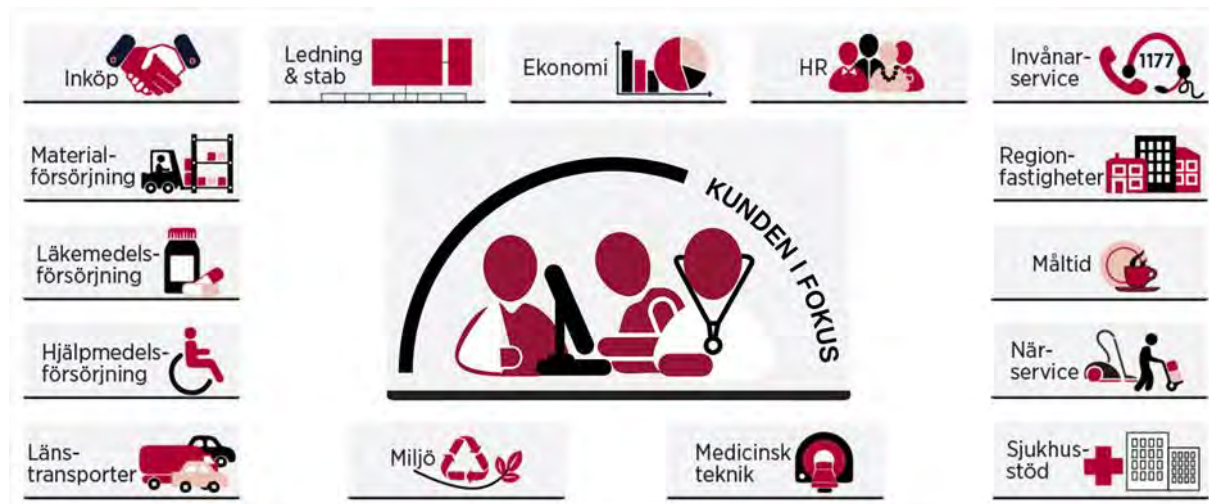 Inköp
Ledning
& stab
Ekonomi
HR
Invånar-
service
1177
Material-
försörjning
Region-
fastigheter
KUNDEN I FOKUS
Läkemedels-
försörjning
Måltid
Hjälpmedels-
försörjning
När-
service
Läns-
transporter
Miljö
Medicinsk
teknik
Sjukhus-
stöd